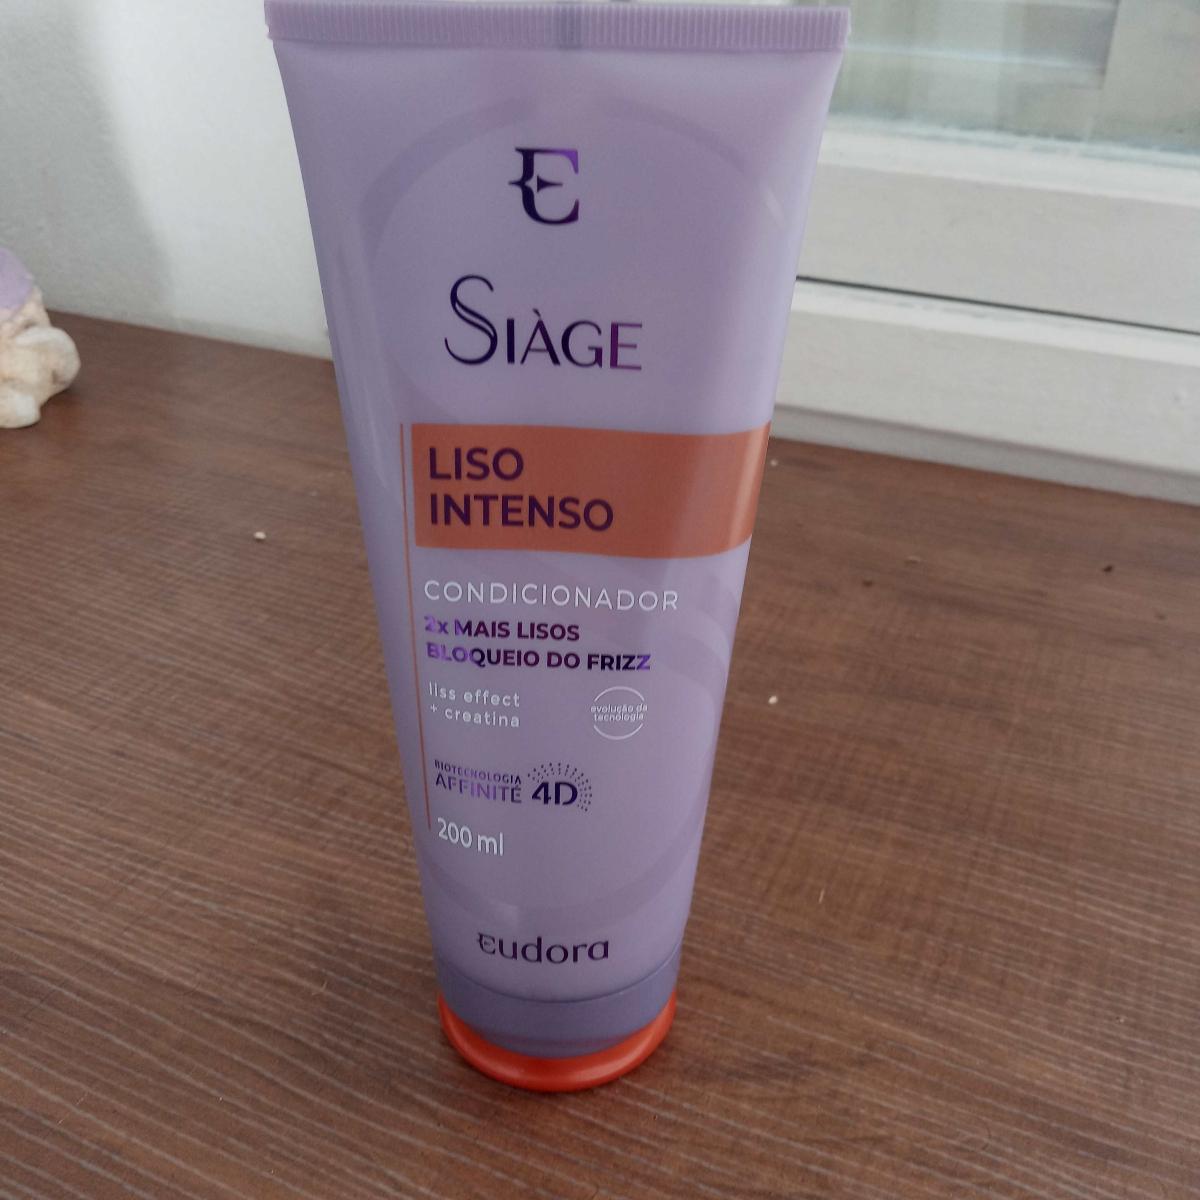 E
SIÀGE
LISO
INTENSO
CONDICIONADOR
2x MAIS LISOS
BLOQUEIO DO FRIZZ
liss effect
+ creatina
evolução da
tecnologia
BIOTECNOLOGIA
AFFINITÉ 4D
200 ml
Eudora